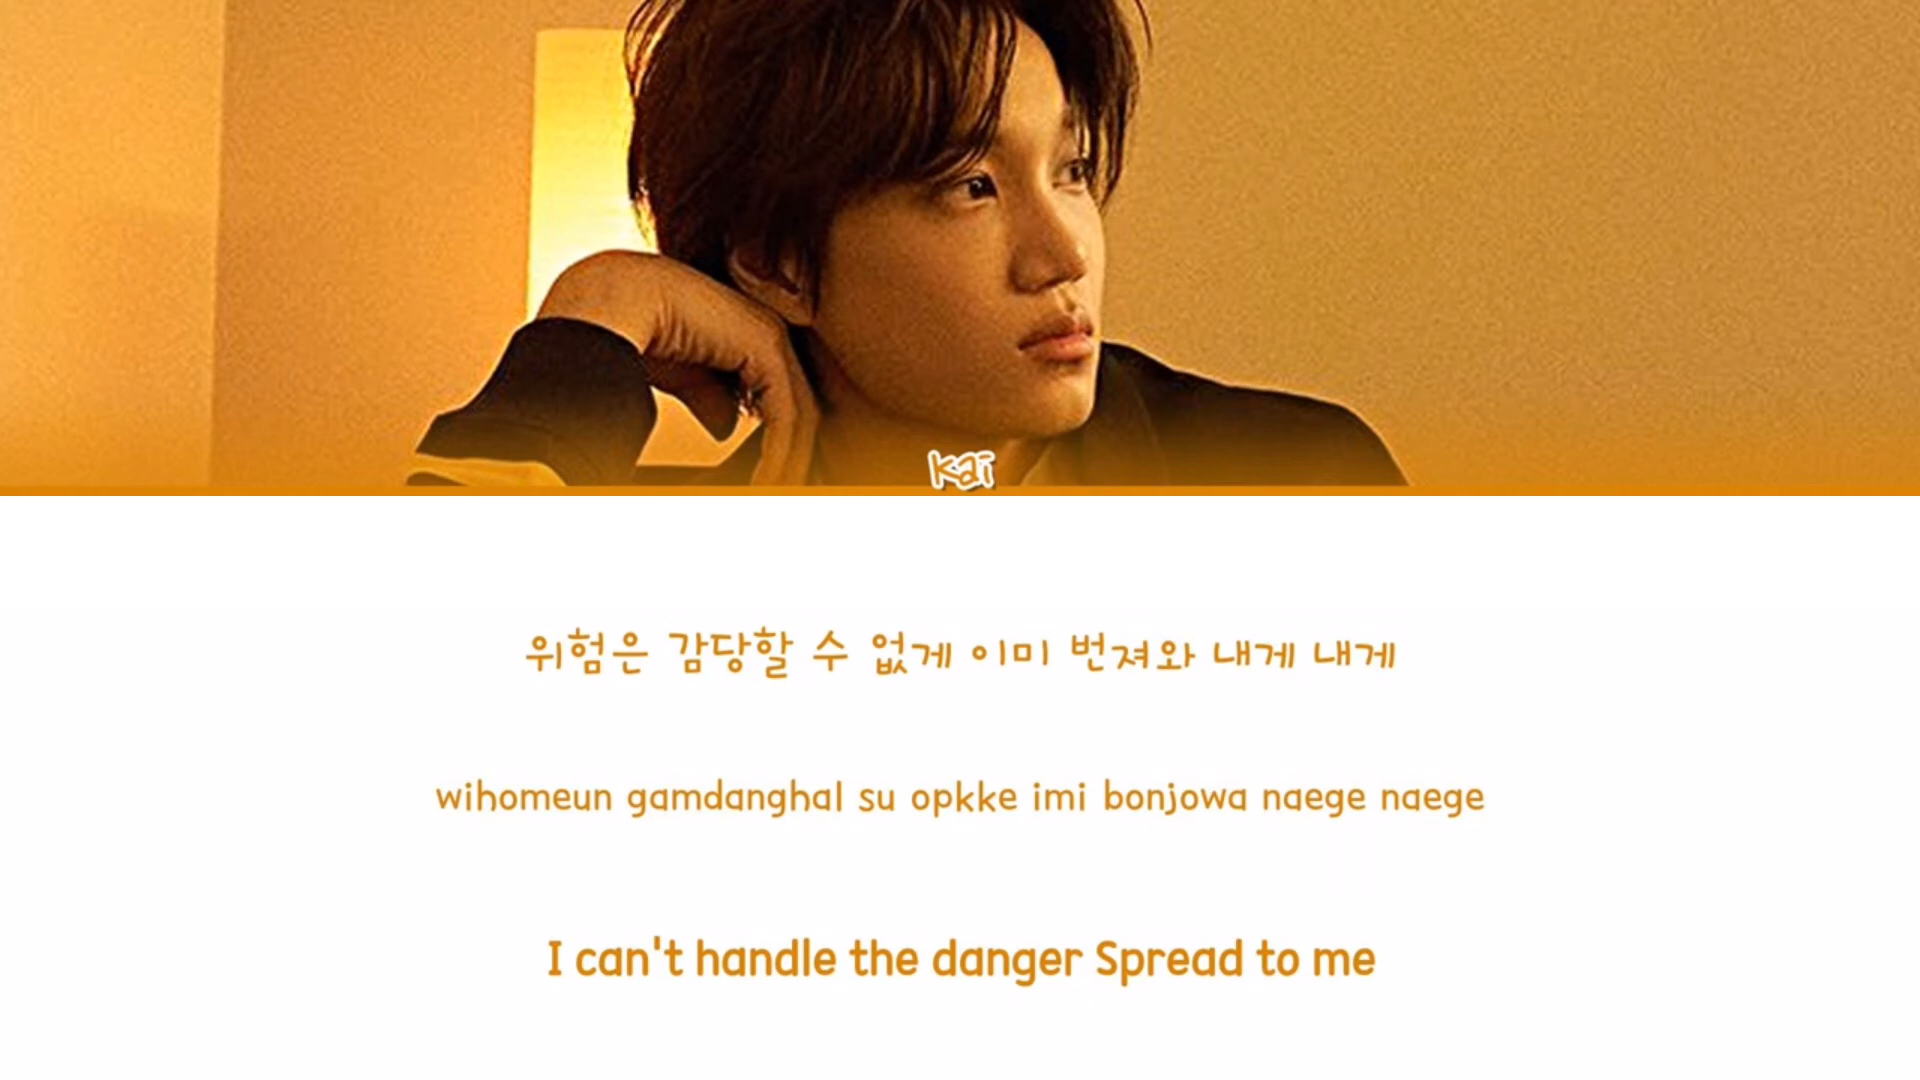 Kai
위험은 감당할 수 없게 이미 번져와 내게 내게
wihomeun gamdanghal su opkke imi bonjowa naege naege
I can't handle the danger Spread to me